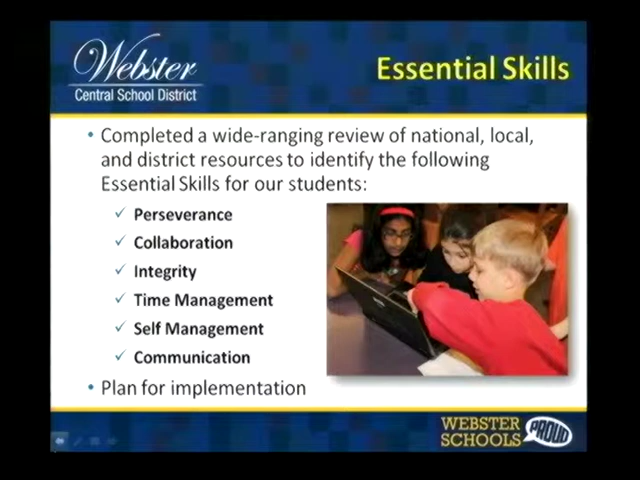 Webster
Central School District
Essential Skills
• Completed a wide-ranging review of national, local,
and district resources to identify the following
Essential Skills for our students:
✓ Perseverance
✓ Collaboration
✓ Integrity
✓ Time Management
✓ Self Management
✓ Communication
• Plan for implementation
WEBSTER
SCHOOLS PROUD